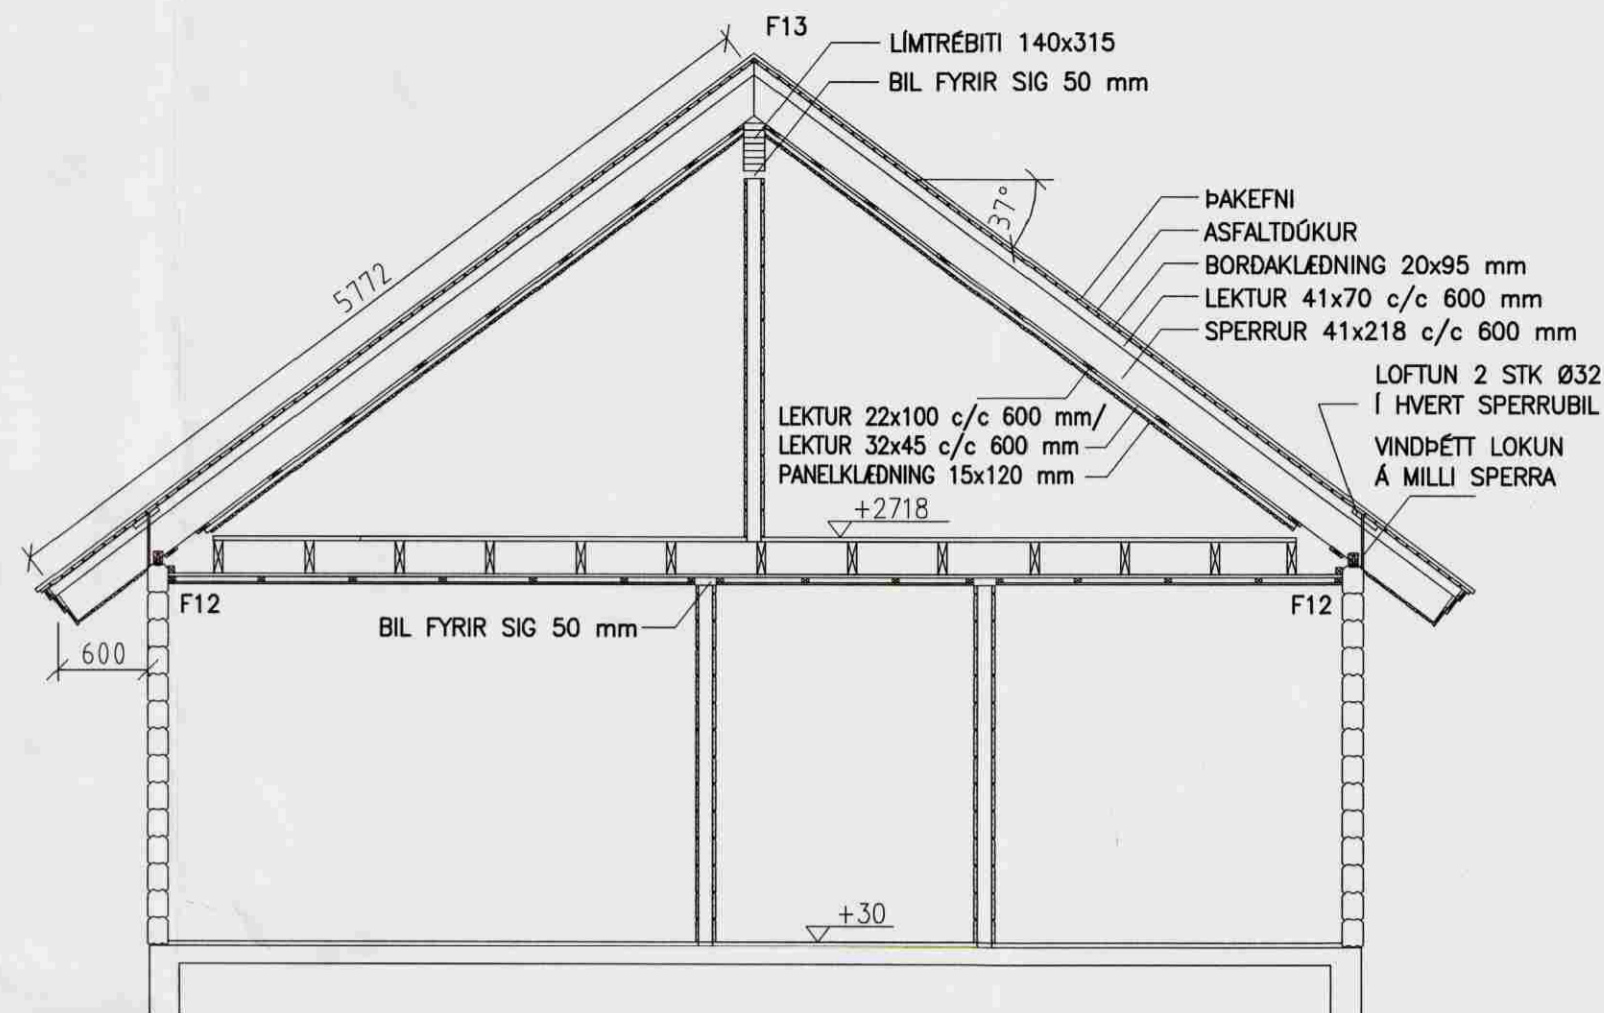 F13
LÍMTRÉBITI 140x315
BIL FYRIR SIG 50 mm
5772
37°
ÞAKEFNI
ASFALTDÚKUR
BORÐAKLÆÐNING 20x95 mm
LEKTUR 41x70 c/c 600 mm
SPERRUR 41x218 c/c 600 mm
LOFTUN 2 STK Ø32
Í HVERT SPERRUBIL
VINDÞÉTT LOKUN
Á MILLI SPERRA
LEKTUR 22x100 c/c 600 mm/
LEKTUR 32x45 c/c 600 mm
PANELKLÆÐNING 15x120 mm
+2718
F12
F12
BIL FYRIR SIG 50 mm
600
+30